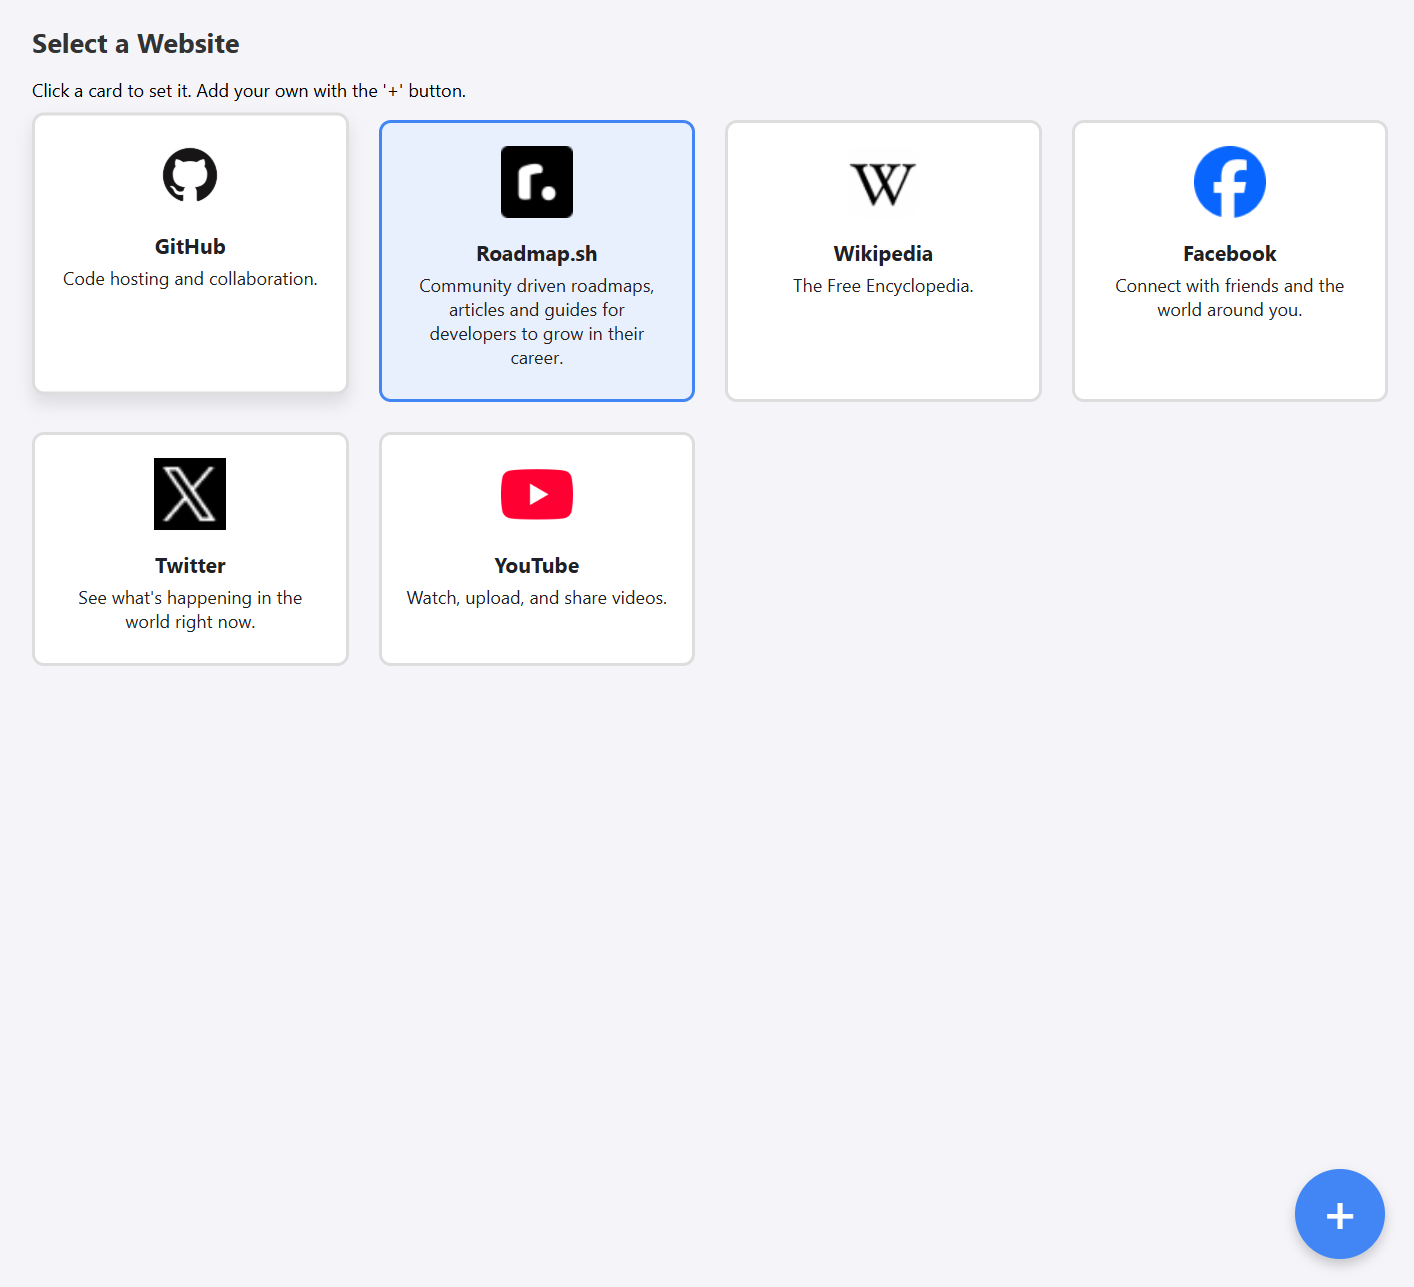 Select a Website
Click a card to set it. Add your own with the '+' button.
GitHub
Code hosting and collaboration.
r.
Roadmap.sh
Community driven roadmaps,
articles and guides for
developers to grow in their
career.
W
Wikipedia
The Free Encyclopedia.
f
Facebook
Connect with friends and the
world around you.
X
Twitter
See what's happening in the
world right now.
YouTube
Watch, upload, and share videos.
+